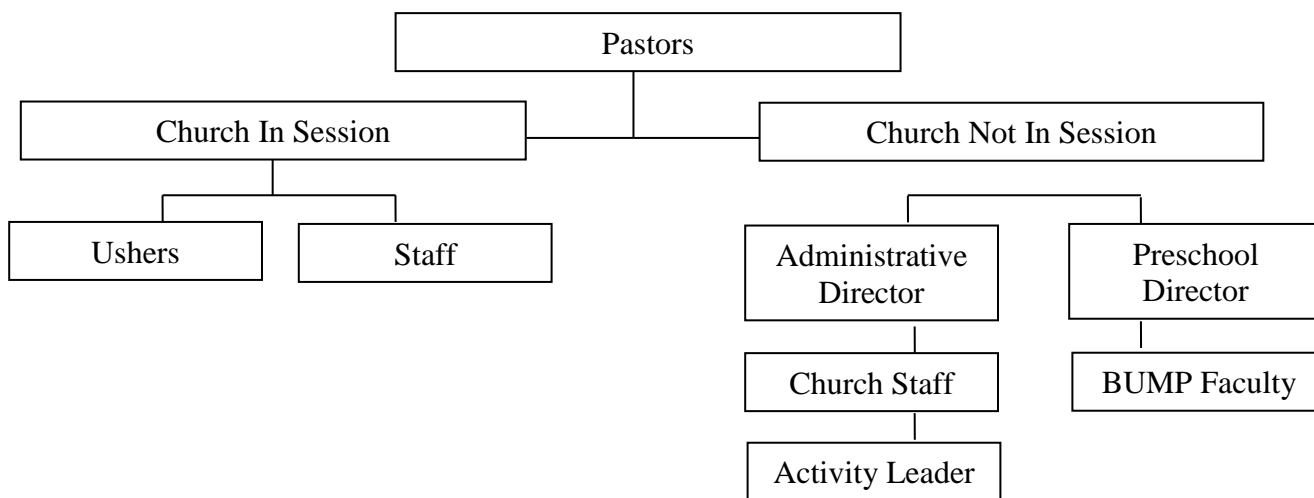 Pastors
Church In Session
Church Not In Session
Ushers
Staff
Administrative
Director
Preschool
Director
Church Staff
BUMP Faculty
Activity Leader